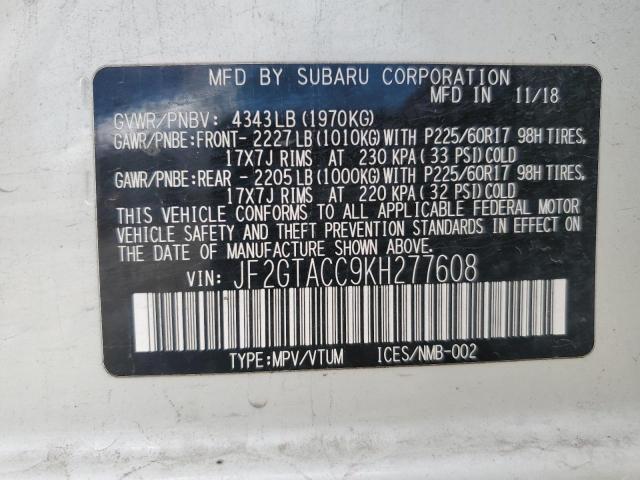 MFD BY SUBARU CORPORATION
MFD IN 11/18
GVWR/PNBV: 4343LB (1970KG)
GAWR/PNBE:FRONT- 2227LB(1010KG)WITH P225/60R17 98H TIRES,
17X7J RIMS AT 230 KPA (33 PSI)COLD
GAWR/PNBE:REAR - 2205LB(1000KG)WITH P225/60R17 98H TIRES,
17X7J RIMS AT 220 KPA (32 PSI)COLD
THIS VEHICLE CONFORMS TO ALL APPLICABLE FEDERAL MOTOR
VEHICLE SAFETY AND THEFT PREVENTION STANDARDS IN EFFECT ON
THE DATE OF MANUFACTURE SHOWN ABOVE.
VIN: JF2GTACC9KH277608
TYPE:MPV/VTUM ICES/NMB-002